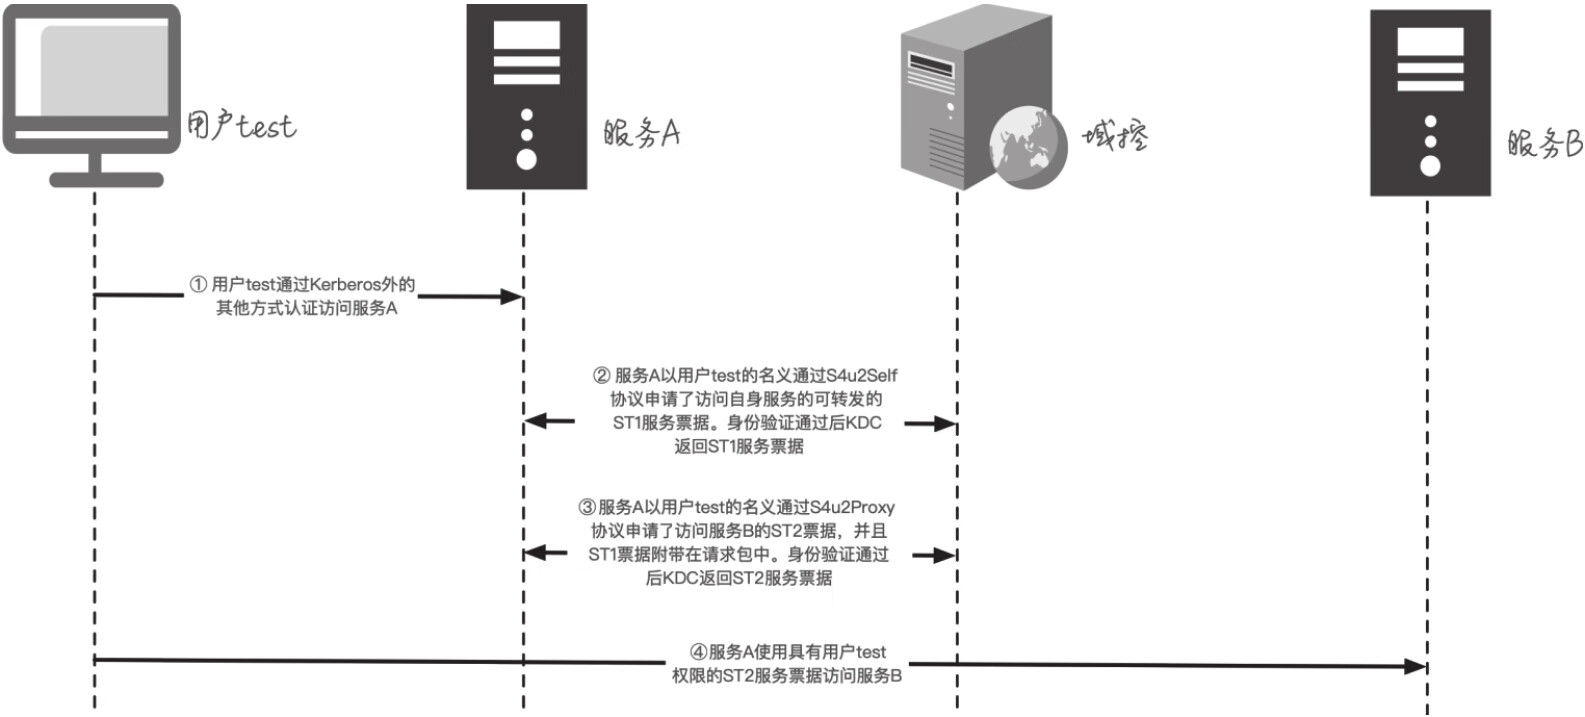 用户test
服务A
域控
服务B
① 用户test通过Kerberos外的
其他方式认证访问服务A
② 服务A以用户test的名义通过S4u2Self
协议申请了访问自身服务的可转发的
ST1服务票据。身份验证通过后KDC
返回ST1服务票据
③ 服务A以用户test的名义通过S4u2Proxy
协议申请了访问服务B的ST2票据，并且
ST1票据附带在请求包中。身份验证通过
后KDC返回ST2服务票据
④ 服务A使用具有用户test
权限的ST2服务票据访问服务B